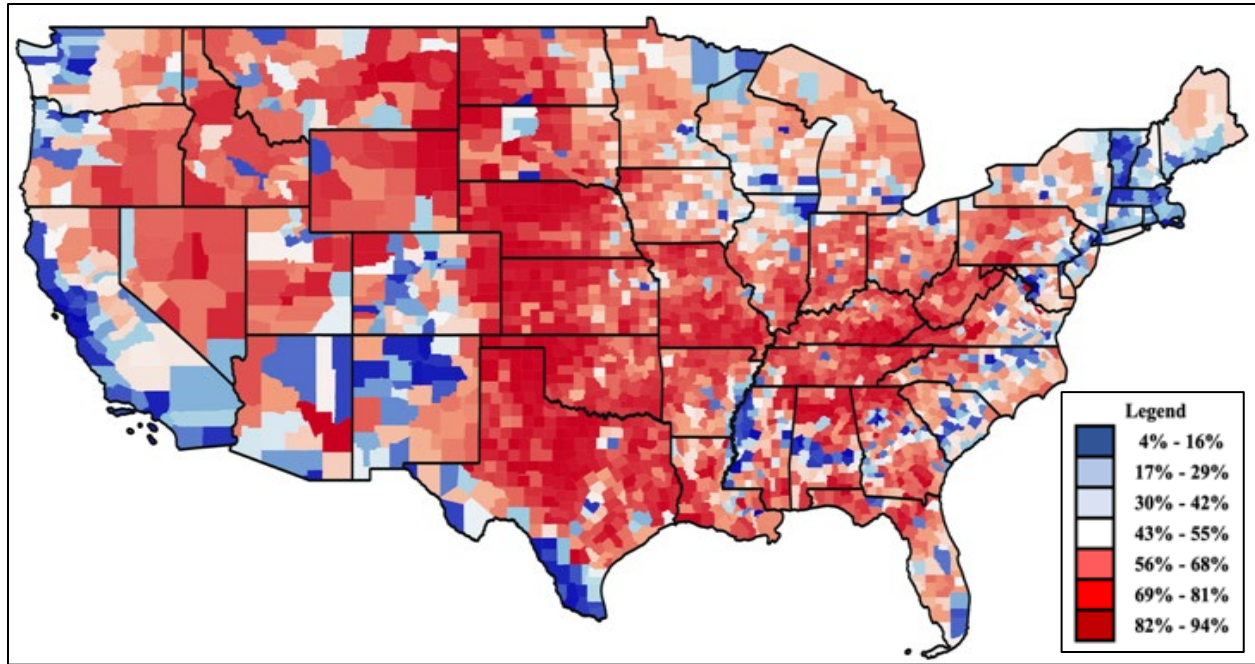 Legend
4% - 16%
17% - 29%
30% - 42%
43% - 55%
56% - 68%
69% - 81%
82% - 94%